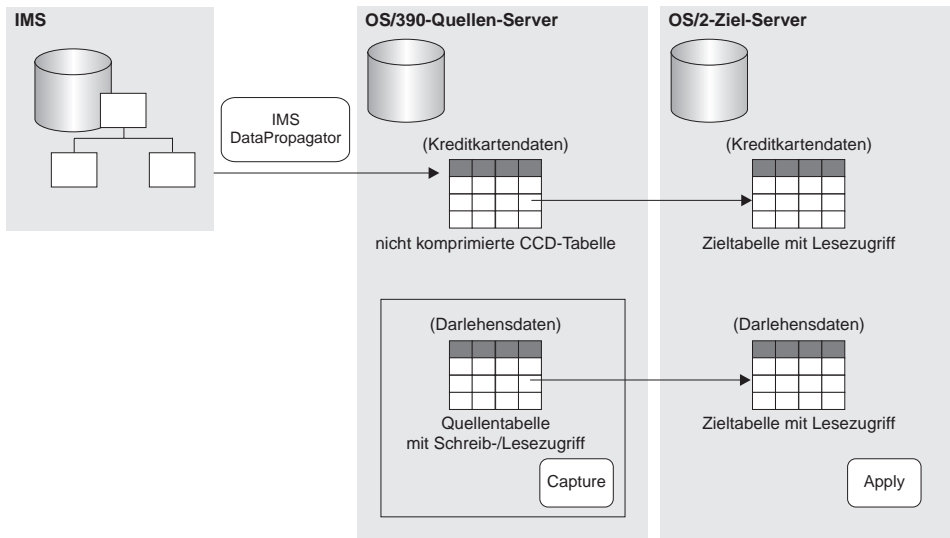 IMS
OS/390-Quellen-Server
OS/2-Ziel-Server
IMS
DataPropagator
(Kreditkartendaten)
(Kreditkartendaten)
nicht komprimierte CCD-Tabelle
Zieltabelle mit Lesezugriff
(Darlehensdaten)
(Darlehensdaten)
Quellentabelle
mit Schreib-/Lesezugriff
Zieltabelle mit Lesezugriff
Capture
Apply